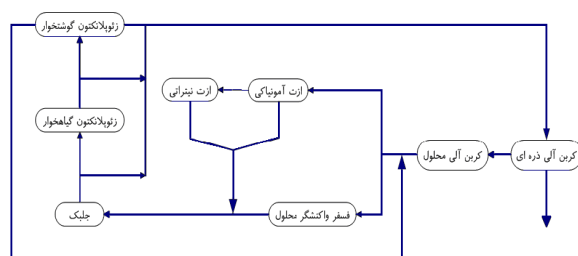 زئوپلانکتون گوشتخوار
ازت نیتراتی
ازت آمونیاکی
زئوپلانکتون گیاهخوار
کربن آلی محلول
کربن آلی ذره ای
جلبک
فسفر واکنشگر محلول